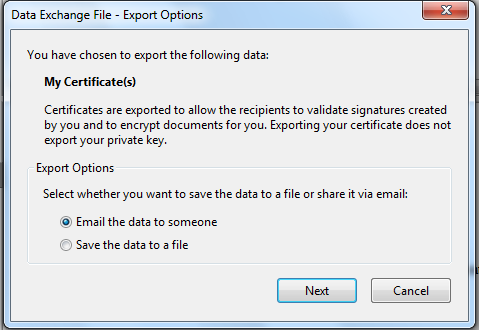 Data Exchange File - Export Options
You have chosen to export the following data:
My Certificate(s)
Certificates are exported to allow the recipients to validate signatures created
by you and to encrypt documents for you. Exporting your certificate does not
export your private key.
Export Options
Select whether you want to save the data to a file or share it via email:
Email the data to someone
Save the data to a file
Next Cancel